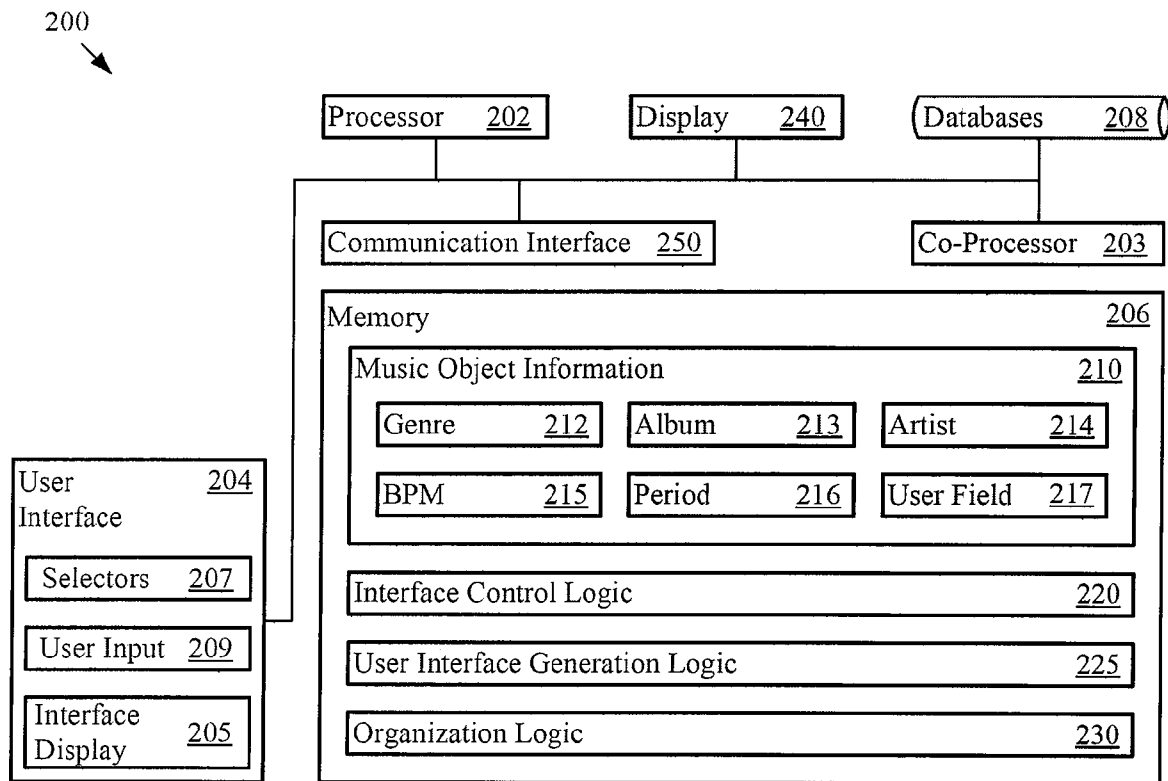 200
Processor 202
Display 240
Databases 208
Communication Interface 250
Co-Processor 203
Memory 206
Music Object Information 210
Genre 212
Album 213
Artist 214
BPM 215
Period 216
User Field 217
User 204
Interface
Selectors 207
User Input 209
Interface
Display 205
Interface Control Logic 220
User Interface Generation Logic 225
Organization Logic 230